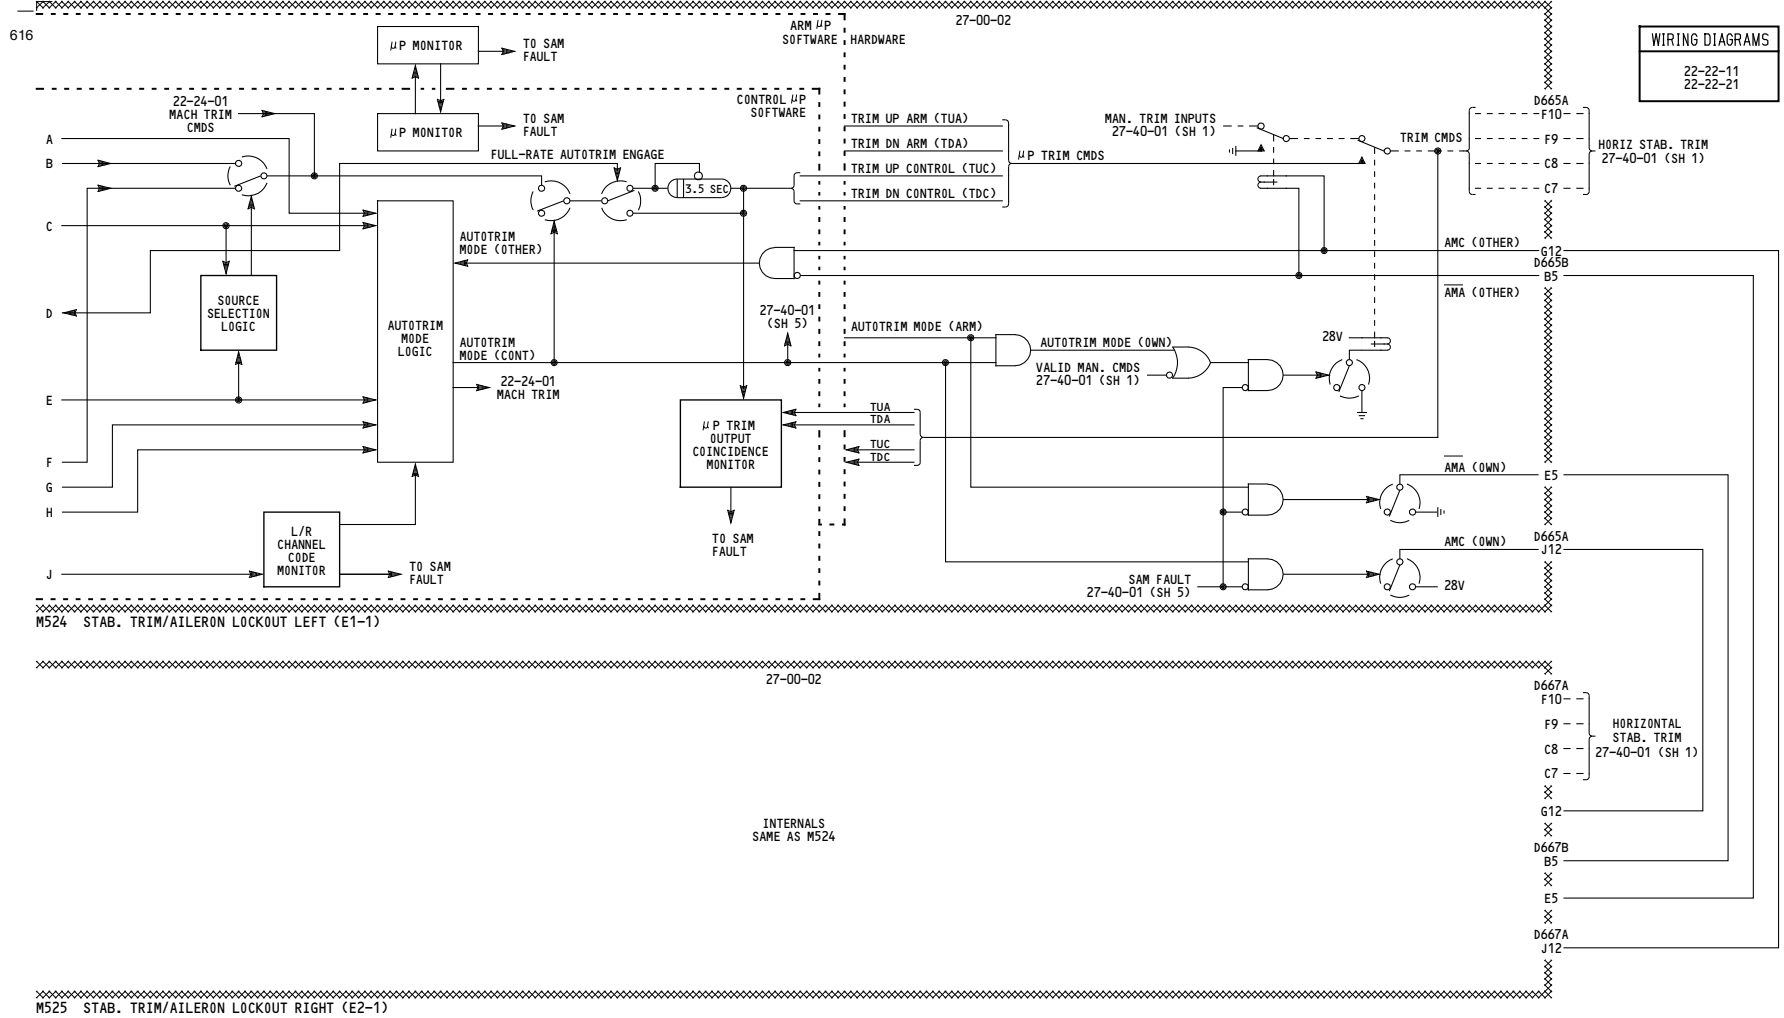 616
27-00-02
WIRING DIAGRAMS
22-22-11
22-22-21
ARM µP
SOFTWARE
HARDWARE
µP MONITOR
TO SAM
FAULT
CONTROL µP
SOFTWARE
22-24-01
MACH TRIM
CMDS
µP MONITOR
TO SAM
FAULT
A
B
C
D
E
F
G
H
J
FULL-RATE AUTOTRIM ENGAGE
3.5 SEC
TRIM UP ARM (TUA)
TRIM DN ARM (TDA)
TRIM UP CONTROL (TUC)
TRIM DN CONTROL (TDC)
µP TRIM CMDS
MAN. TRIM INPUTS
27-40-01 (SH 1)
TRIM CMDS
D665A
F10
F9
C8
C7
HORIZ STAB. TRIM
27-40-01 (SH 1)
AUTOTRIM
MODE (OTHER)
AMC (OTHER)
G12
D665B
B5
AMA (OTHER)
SOURCE
SELECTION
LOGIC
AUTOTRIM
MODE
LOGIC
27-40-01
(SH 5)
AUTOTRIM
MODE (CONT)
22-24-01
MACH TRIM
AUTOTRIM MODE (ARM)
AUTOTRIM MODE (OWN)
VALID MAN. CMDS
27-40-01 (SH 1)
28V
µP TRIM
OUTPUT
COINCIDENCE
MONITOR
TUA
TDA
TUC
TDC
TO SAM
FAULT
AMA (OWN)
E5
L/R
CHANNEL
CODE
MONITOR
TO SAM
FAULT
D665A
AMC (OWN)
J12
SAM FAULT
27-40-01 (SH 5)
28V
M524 STAB. TRIM/AILERON LOCKOUT LEFT (E1-1)
27-00-02
D667A
F10
F9
C8
C7
HORIZONTAL
STAB. TRIM
27-40-01 (SH 1)
G12
INTERNALS
SAME AS M524
D667B
B5
E5
D667A
J12
M525 STAB. TRIM/AILERON LOCKOUT RIGHT (E2-1)